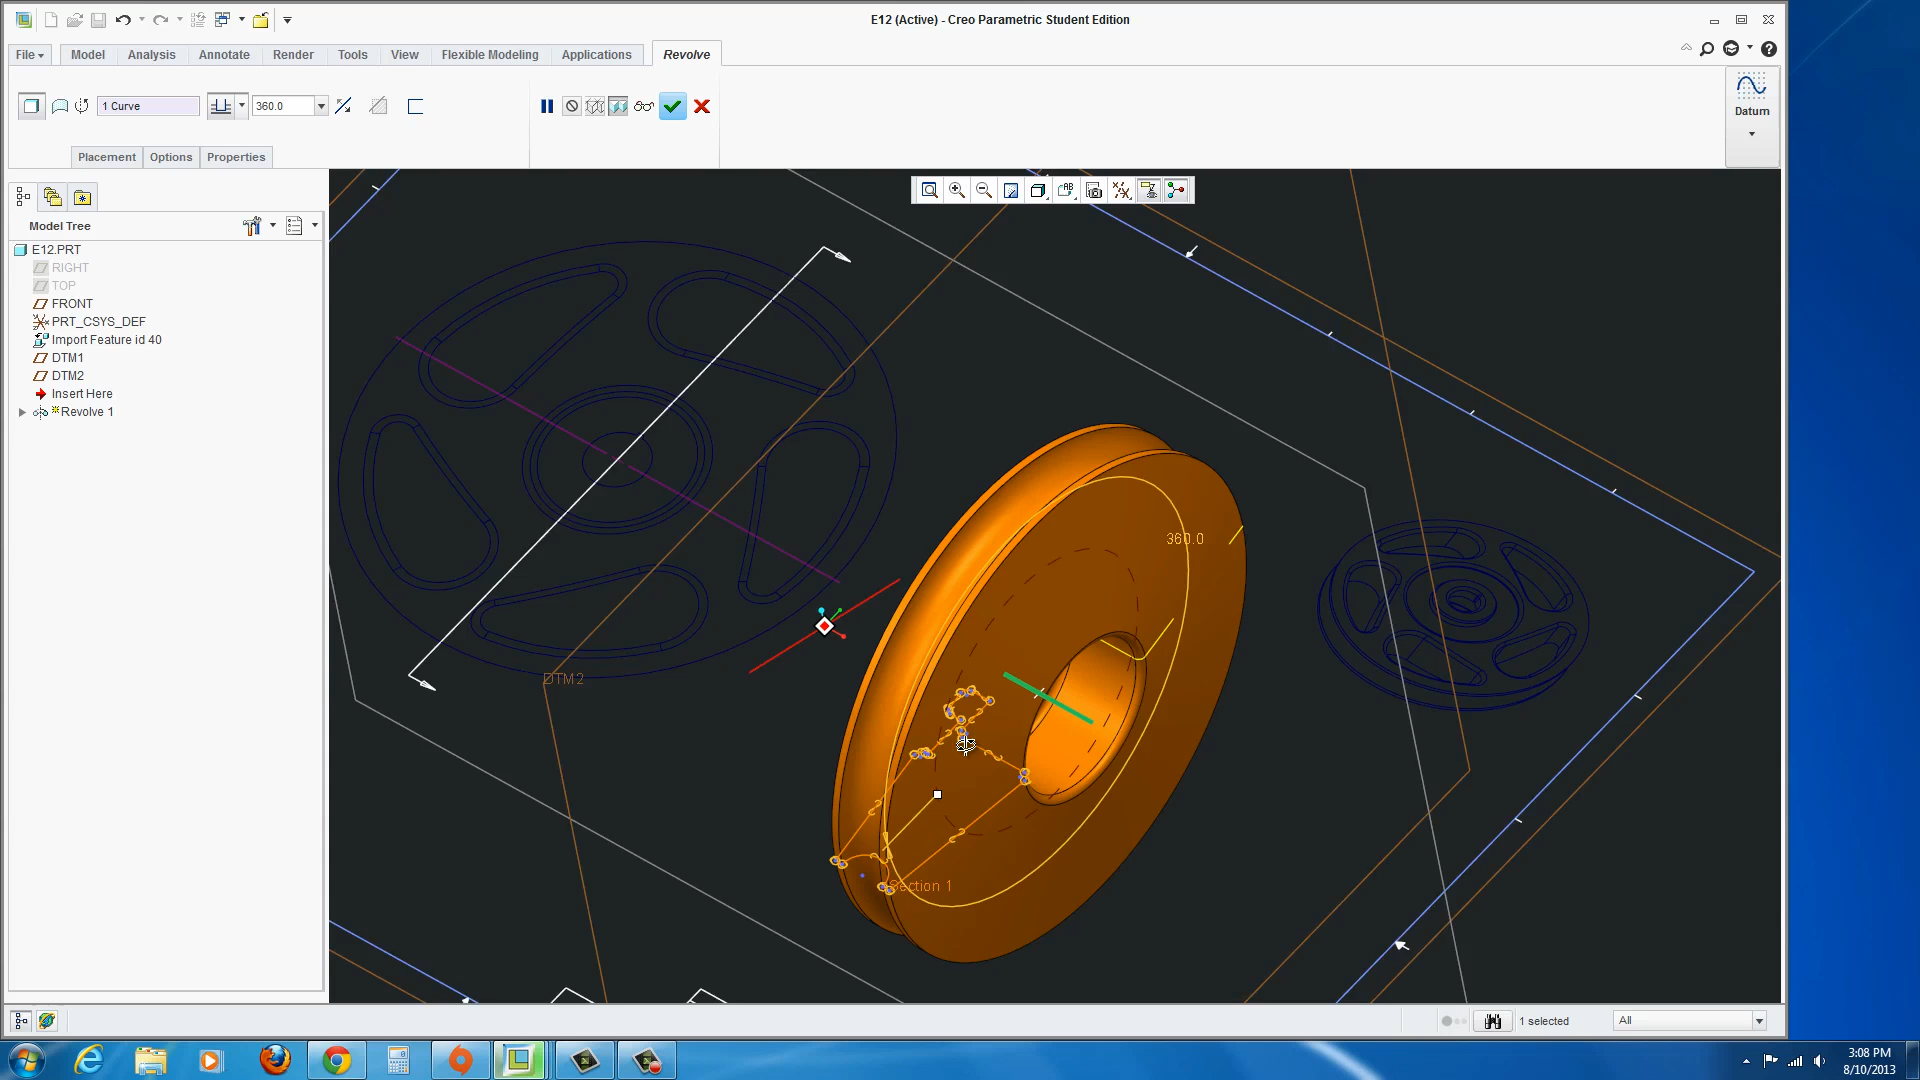 E12 (Active) - Creo Parametric Student Edition
File Model Analysis Annotate Render Tools View Flexible Modeling Applications Revolve
1 Curve 360.0
Datum
Placement Options Properties
Model Tree
E12.PRT
RIGHT
TOP
FRONT
PRT_CSYS_DEF
Import Feature id 40
DTM1
DTM2
Insert Here
Revolve 1
360.0
DTM2
Section 1
1 selected All
3:08 PM
8/10/2013